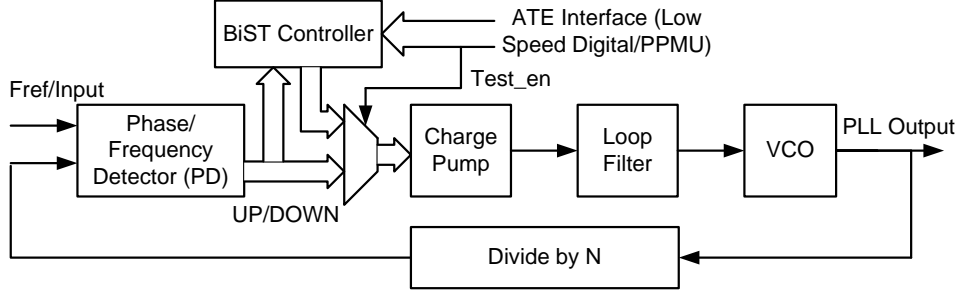 BiST Controller
ATE Interface (Low
Speed Digital/PPMU)
Test_en
Fref/Input
Phase/
Frequency
Detector (PD)
UP/DOWN
Charge
Pump
Loop
Filter
VCO
PLL Output
Divide by N